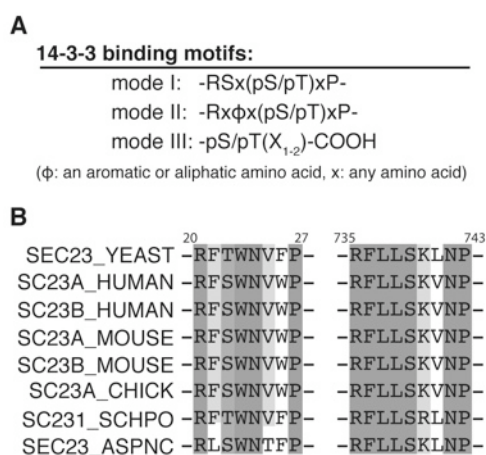 A
14-3-3 binding motifs:
mode I: -RSx(pS/pT)xP-
mode II: -Rxϕx(pS/pT)xP-
mode III: -pS/pT(X1-2)-COOH
(ϕ: an aromatic or aliphatic amino acid, x: any amino acid)
B
20 27 735 743
SEC23_YEAST -RFTWNVFP- -RFLLSKLNP-
SC23A_HUMAN -RFSWNVWP- -RFLLSKVNP-
SC23B_HUMAN -RFSWNVWP- -RFLLSKVNP-
SC23A_MOUSE -RFSWNVWP- -RFLLSKVNP-
SC23B_MOUSE -RFSWNVWP- -RFLLSKVNP-
SC23A_CHICK -RFSWNVWP- -RFLLSKVNP-
SC231_SCHPO -RFTWNVFP- -RFLLSRLNP-
SEC23_ASPNC -RLSWNTFP- -RFLLSKVNP-